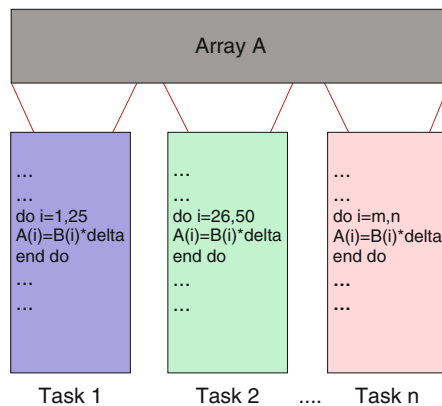 Array A
...
...
do i=1,25
A(i)=B(i)*delta
end do
...
...
...
...
do i=26,50
A(i)=B(i)*delta
end do
...
...
...
...
do i=m,n
A(i)=B(i)*delta
end do
...
...
Task 1
Task 2
....
Task n